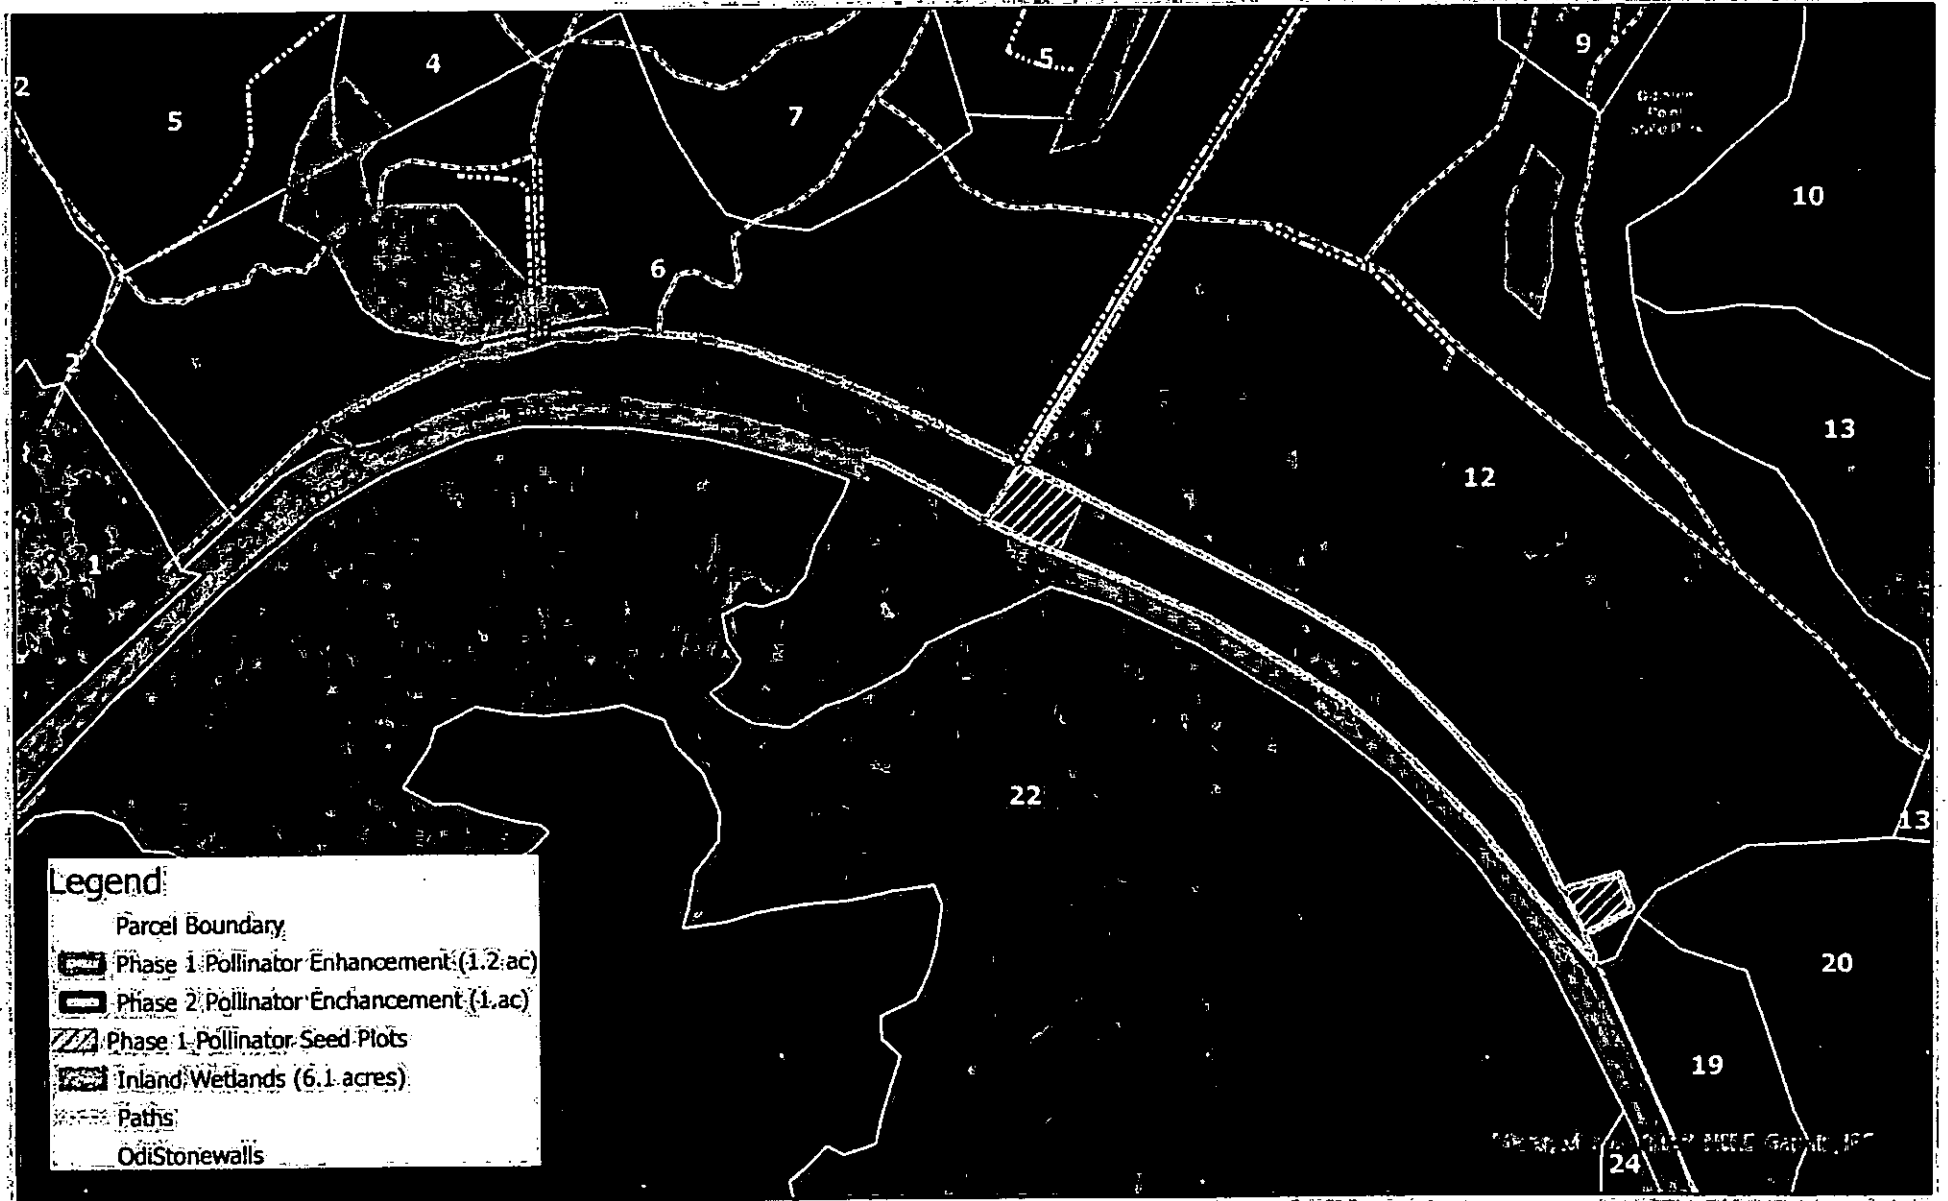 9
4
5
2
5
7
10
6
2
13
12
1
22
13
20
19
24
Legend
Parcel Boundary
Phase 1 Pollinator Enhancement (1.2 ac)
Phase 2 Pollinator Enchancement (1 ac)
Phase 1 Pollinator Seed Plots
Inland Wetlands (6.1 acres)
Paths
OdiStonewalls